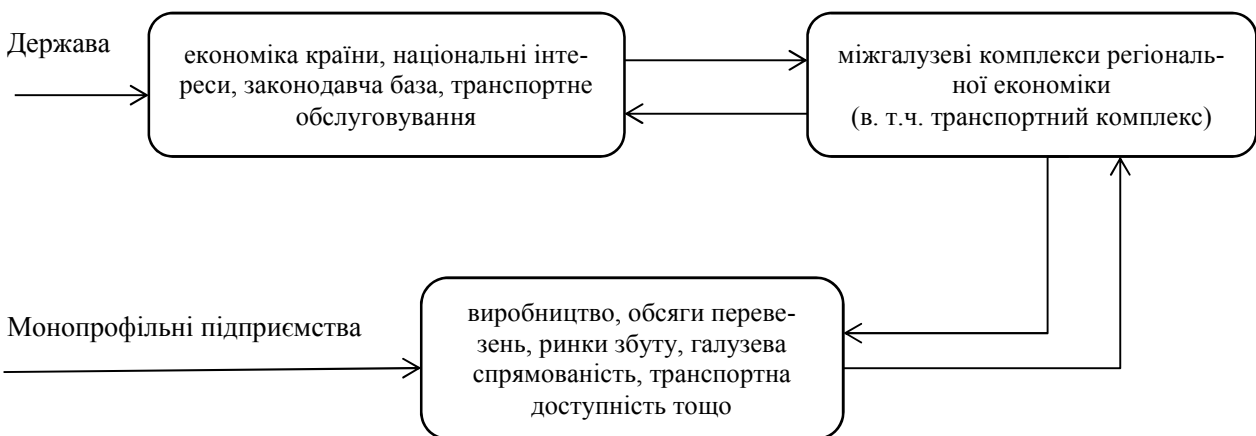 Держава
економіка країни, національні інте-
реси, законодавча база, транспортне
обслуговування
міжгалузеві комплекси регіональ-
ної економіки
(в. т.ч. транспортний комплекс)
Монопрофільні підприємства
виробництво, обсяги переве-
зень, ринки збуту, галузева
спрямованість, транспортна
доступність тощо